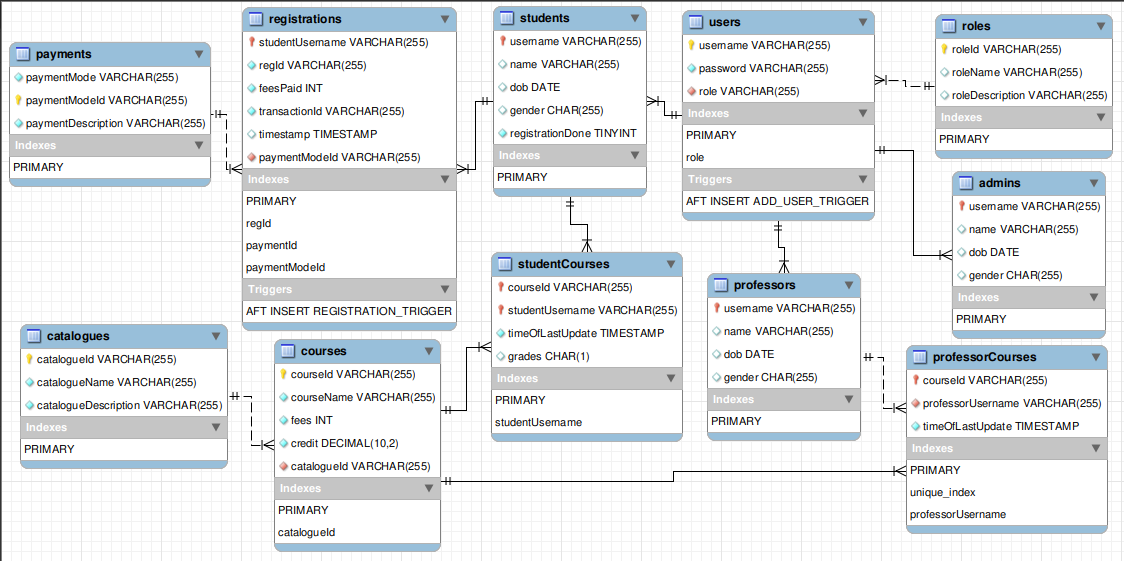 payments
paymentMode VARCHAR(255)
paymentModeId VARCHAR(255)
paymentDescription VARCHAR(255)
Indexes
PRIMARY
registrations
studentUsername VARCHAR(255)
regId VARCHAR(255)
feesPaid INT
transactionId VARCHAR(255)
timestamp TIMESTAMP
paymentModeId VARCHAR(255)
Indexes
PRIMARY
regId
paymentId
paymentModeId
Triggers
AFT INSERT REGISTRATION_TRIGGER
students
username VARCHAR(255)
name VARCHAR(255)
dob DATE
gender CHAR(255)
registrationDone TINYINT
Indexes
PRIMARY
users
username VARCHAR(255)
password VARCHAR(255)
role VARCHAR(255)
Indexes
PRIMARY
role
Triggers
AFT INSERT ADD_USER_TRIGGER
roles
roleId VARCHAR(255)
roleName VARCHAR(255)
roleDescription VARCHAR(255)
Indexes
PRIMARY
admins
username VARCHAR(255)
name VARCHAR(255)
dob DATE
gender CHAR(255)
Indexes
PRIMARY
studentCourses
courseId VARCHAR(255)
studentUsername VARCHAR(255)
timeOfLastUpdate TIMESTAMP
grades CHAR(1)
Indexes
PRIMARY
studentUsername
professors
username VARCHAR(255)
name VARCHAR(255)
dob DATE
gender CHAR(255)
Indexes
PRIMARY
catalogues
catalogueId VARCHAR(255)
catalogueName VARCHAR(255)
catalogueDescription VARCHAR(255)
Indexes
PRIMARY
courses
courseId VARCHAR(255)
courseName VARCHAR(255)
fees INT
credit DECIMAL(10,2)
catalogueId VARCHAR(255)
Indexes
PRIMARY
catalogueId
professorCourses
courseId VARCHAR(255)
professorUsername VARCHAR(255)
timeOfLastUpdate TIMESTAMP
Indexes
PRIMARY
unique_index
professorUsername